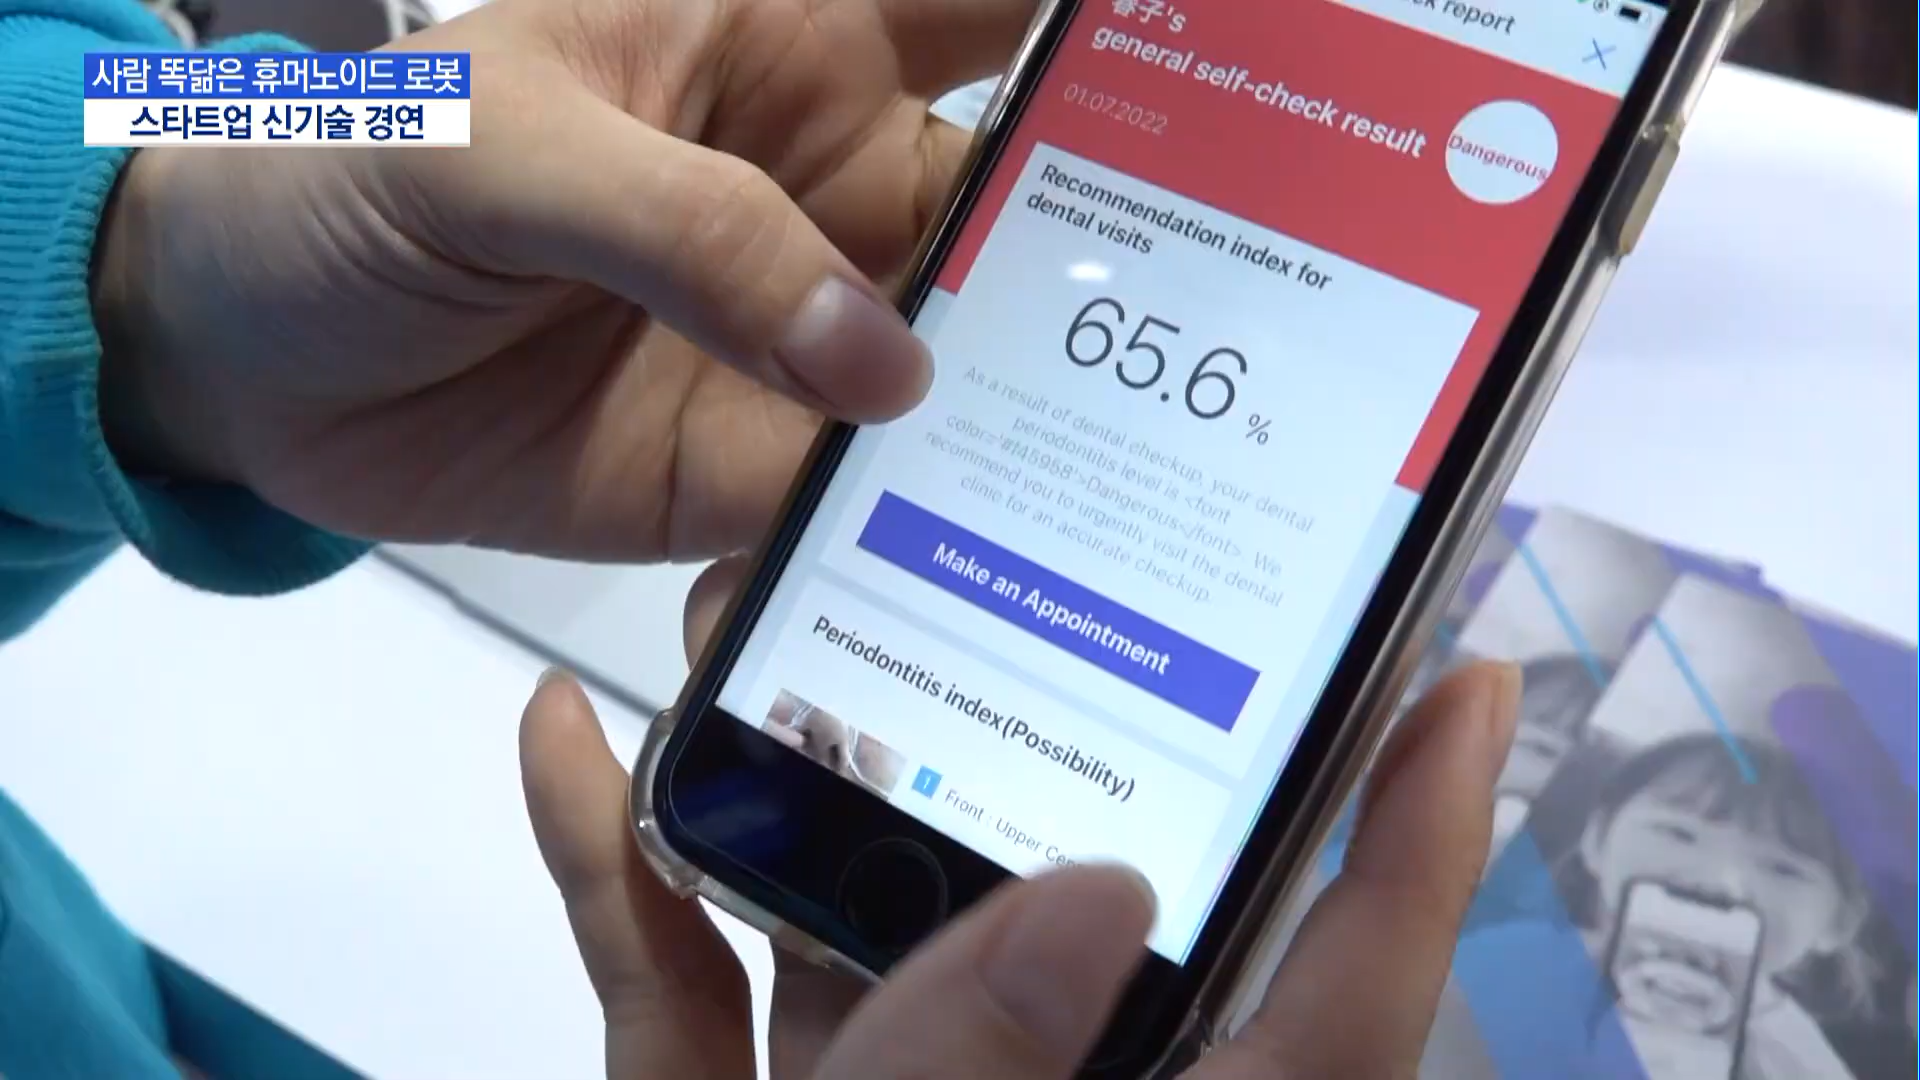 사람 똑닮은 휴머노이드 로봇
스타트업 신기술 경연
report
春子's
general self-check result
01.07.2022
Dangerous
Recommendation index for
dental visits
65.6 %
As a result of dental checkup, your dental
periodontitis level is <font
color='#f45958'>Dangerous</font>. We
recommend you to urgently visit the dental
clinic for an accurate checkup.
Make an Appointment
Periodontitis index(Possibility)
1 Front : Upper